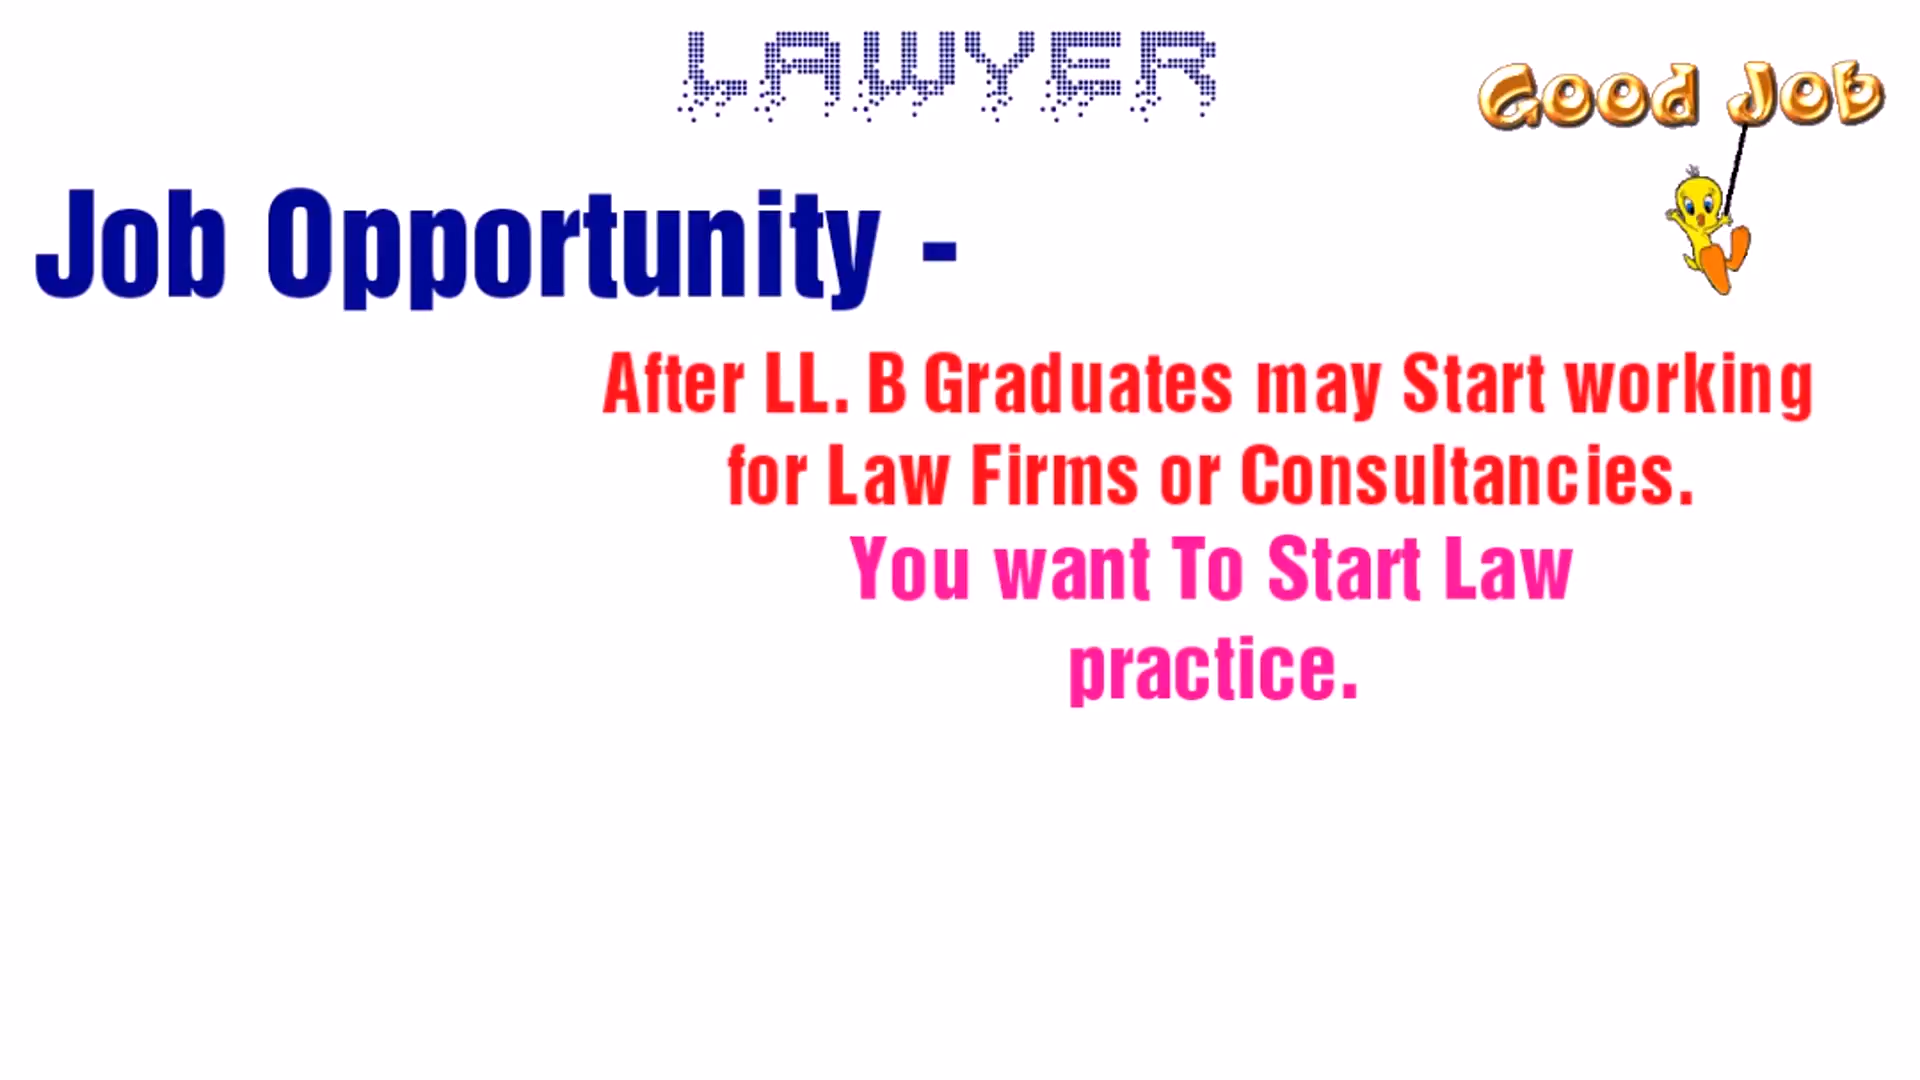 LAWYER
Good Job
Job Opportunity -
After LL. B Graduates may Start working
for Law Firms or Consultancies.
You want To Start Law
practice.